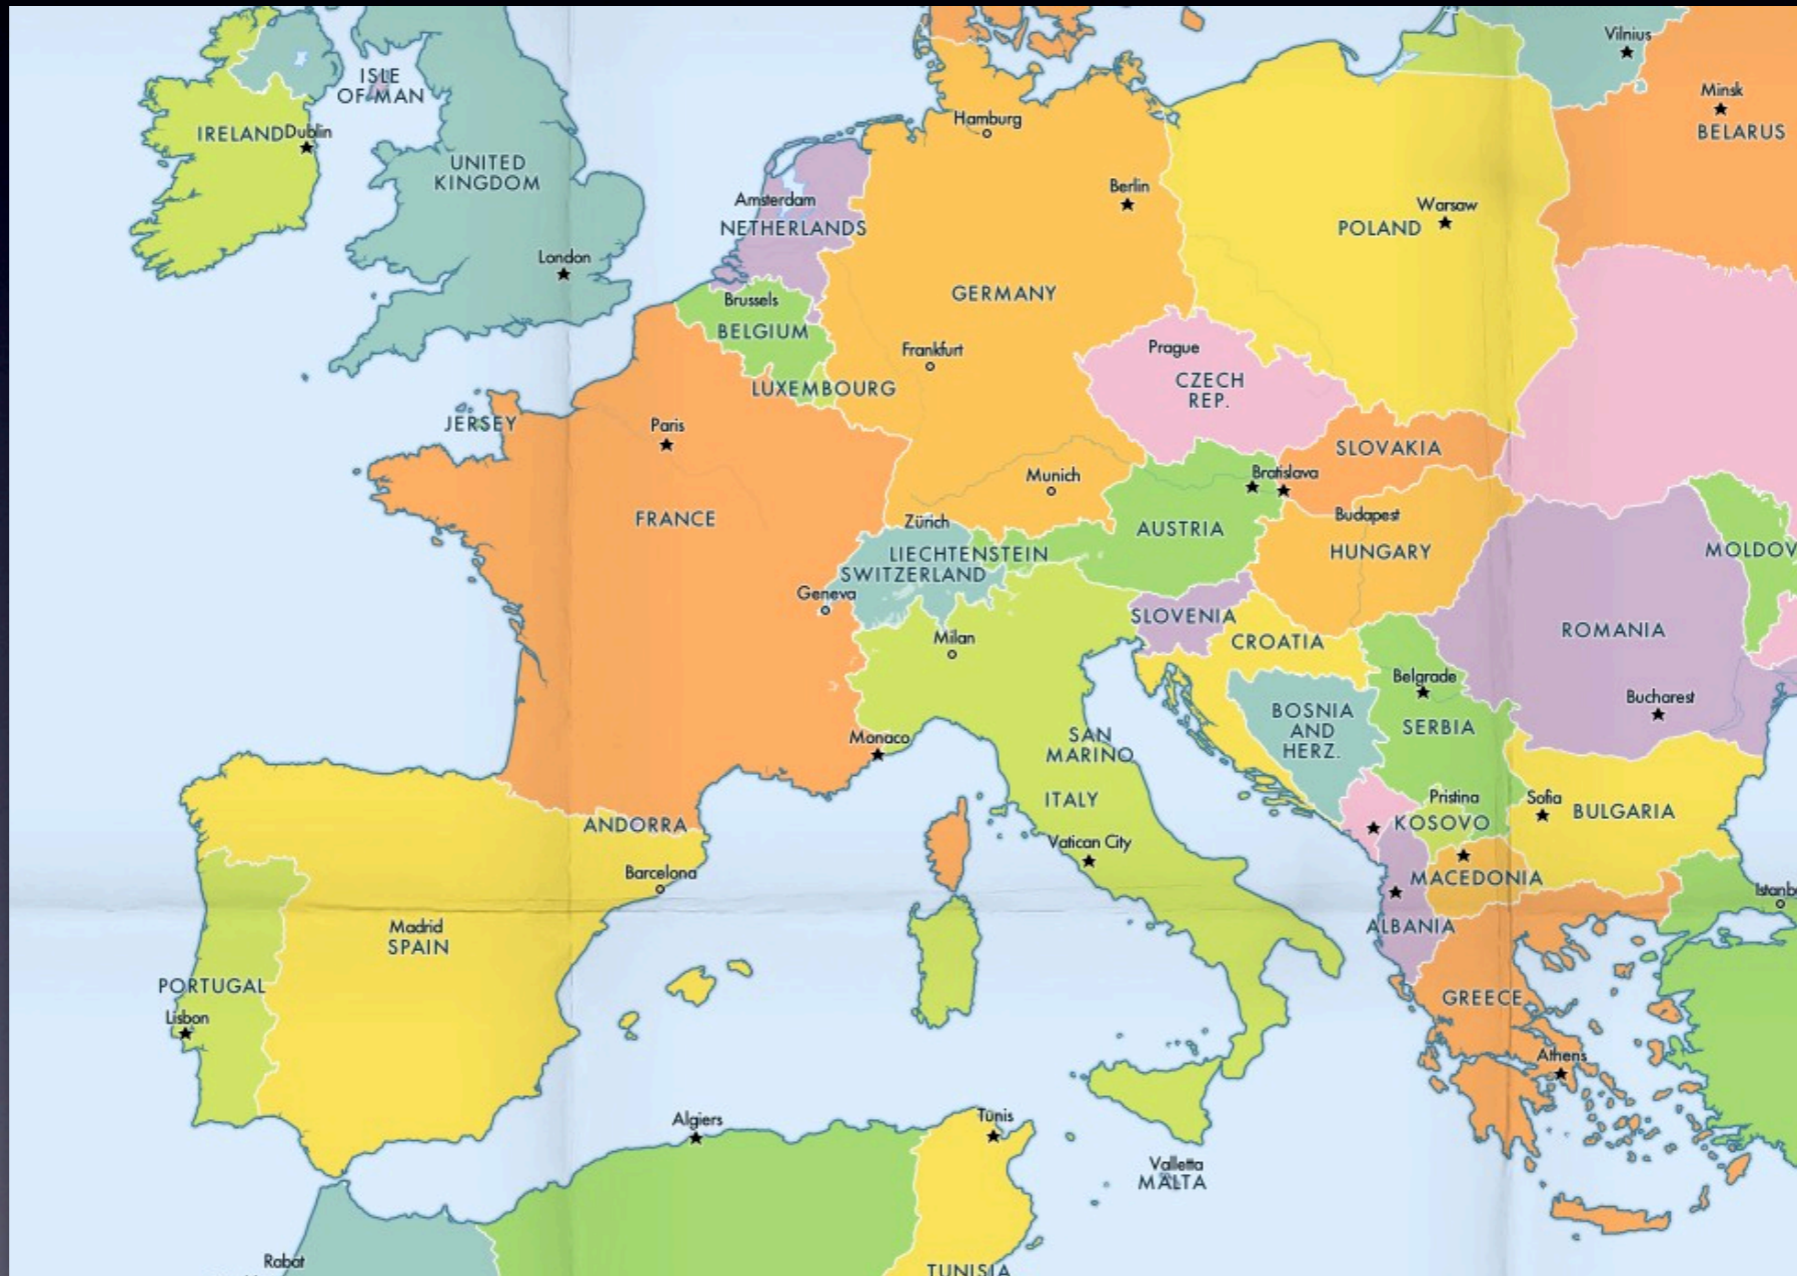 Vilnius
ISLE
OF MAN
Minsk
BELARUS
Hamburg
IRELAND
Dublin
UNITED
KINGDOM
Berlin
Amsterdam
NETHERLANDS
Warsaw
POLAND
London
GERMANY
Brussels
BELGIUM
Frankfurt
Prague
CZECH
REP.
LUXEMBOURG
JERSEY
Paris
SLOVAKIA
Munich
Bratislava
FRANCE
Zürich
AUSTRIA
Budapest
HUNGARY
LIECHTENSTEIN
SWITZERLAND
MOLDOV
Geneva
SLOVENIA
CROATIA
ROMANIA
Milan
Belgrade
Bucharest
BOSNIA
AND
HERZ.
SERBIA
Monaco
SAN
MARINO
ITALY
Pristina
KOSOVO
Sofia
BULGARIA
ANDORRA
Vatican City
Barcelona
MACEDONIA
Istanb
Madrid
SPAIN
ALBANIA
PORTUGAL
Lisbon
GREECE
Athens
Algiers
Tunis
Valletta
MALTA
Rabat
TUNISIA